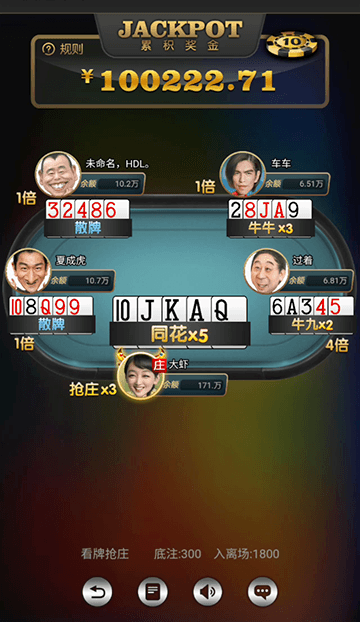 JACKPOT
累积奖金
? 规则
10
¥100222.71
未命名，HDL。
余额 10.2万
1倍
32486
散牌
车车
余额 6.51万
1倍
28JA9
牛牛×3
夏成虎
余额 10.7万
108Q99
散牌
1倍
过着
余额 6.81万
6A345
牛九×2
4倍
10JKAQ
同花×5
庄 大虾
余额 171.万
抢庄×3
看牌抢庄 底注:300 入离场:1800